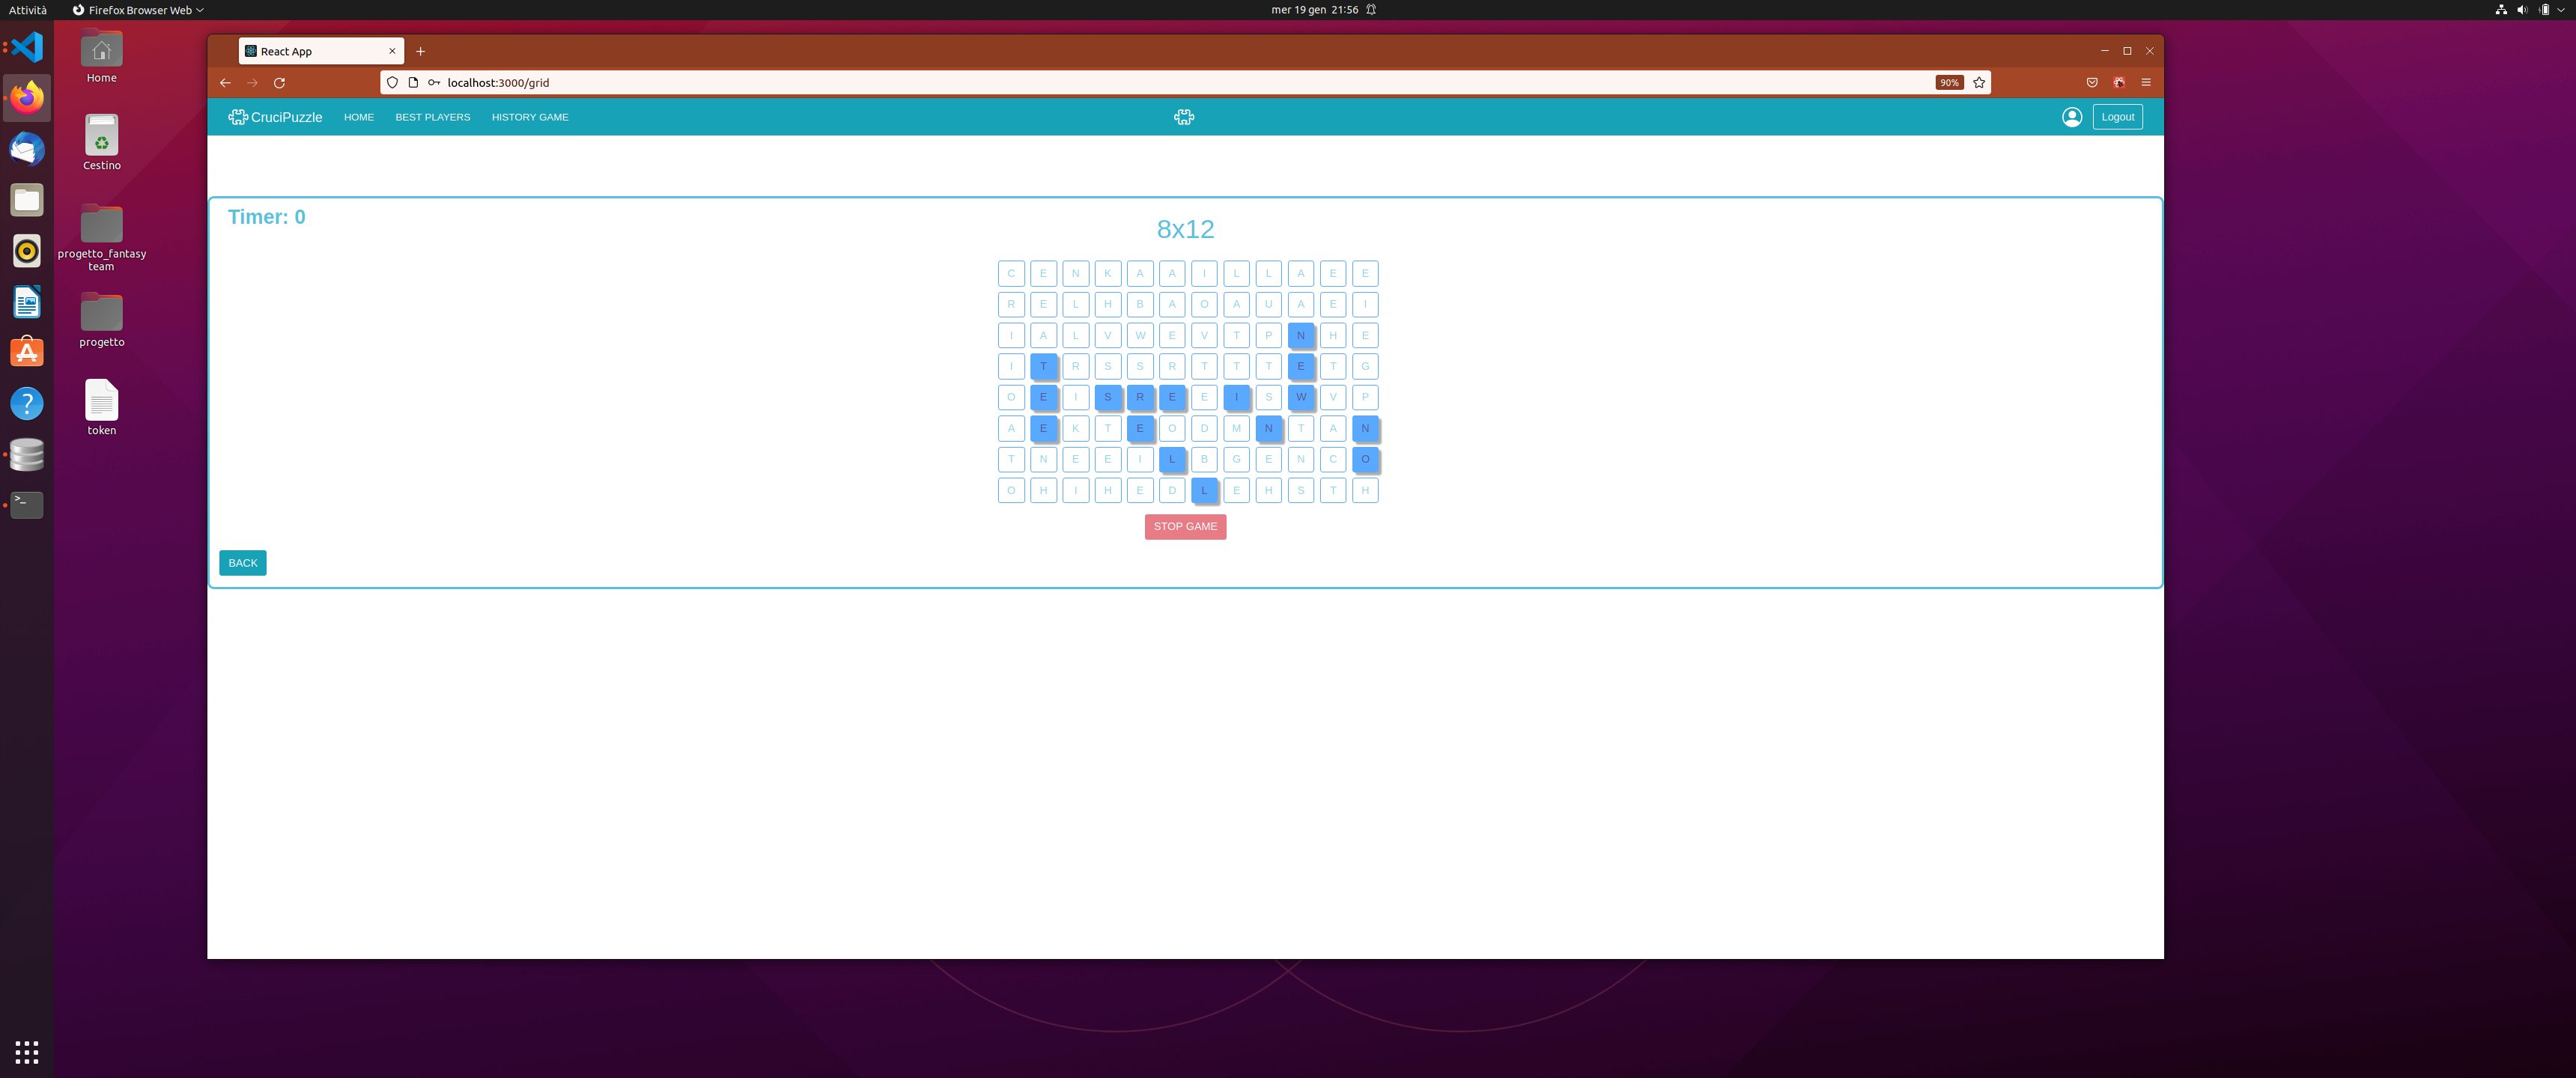 Attività Firefox Browser Web mer 19 gen 21:56
React App
localhost:3000/grid 90%
CruciPuzzle HOME BEST PLAYERS HISTORY GAME Logout
Home
Cestino
progetto_fantasy
team
progetto
token
Timer: 0
8x12
C E N K A A I L L A E E
R E L H B A O A U A E I
I A L V W E V T P N H E
I T R S S R T T T E T G
O E I S R E E I S W V P
A E K T E O D M N T A N
T N E E I L B G E N C O
O H I H E D L E H S T H
STOP GAME
BACK